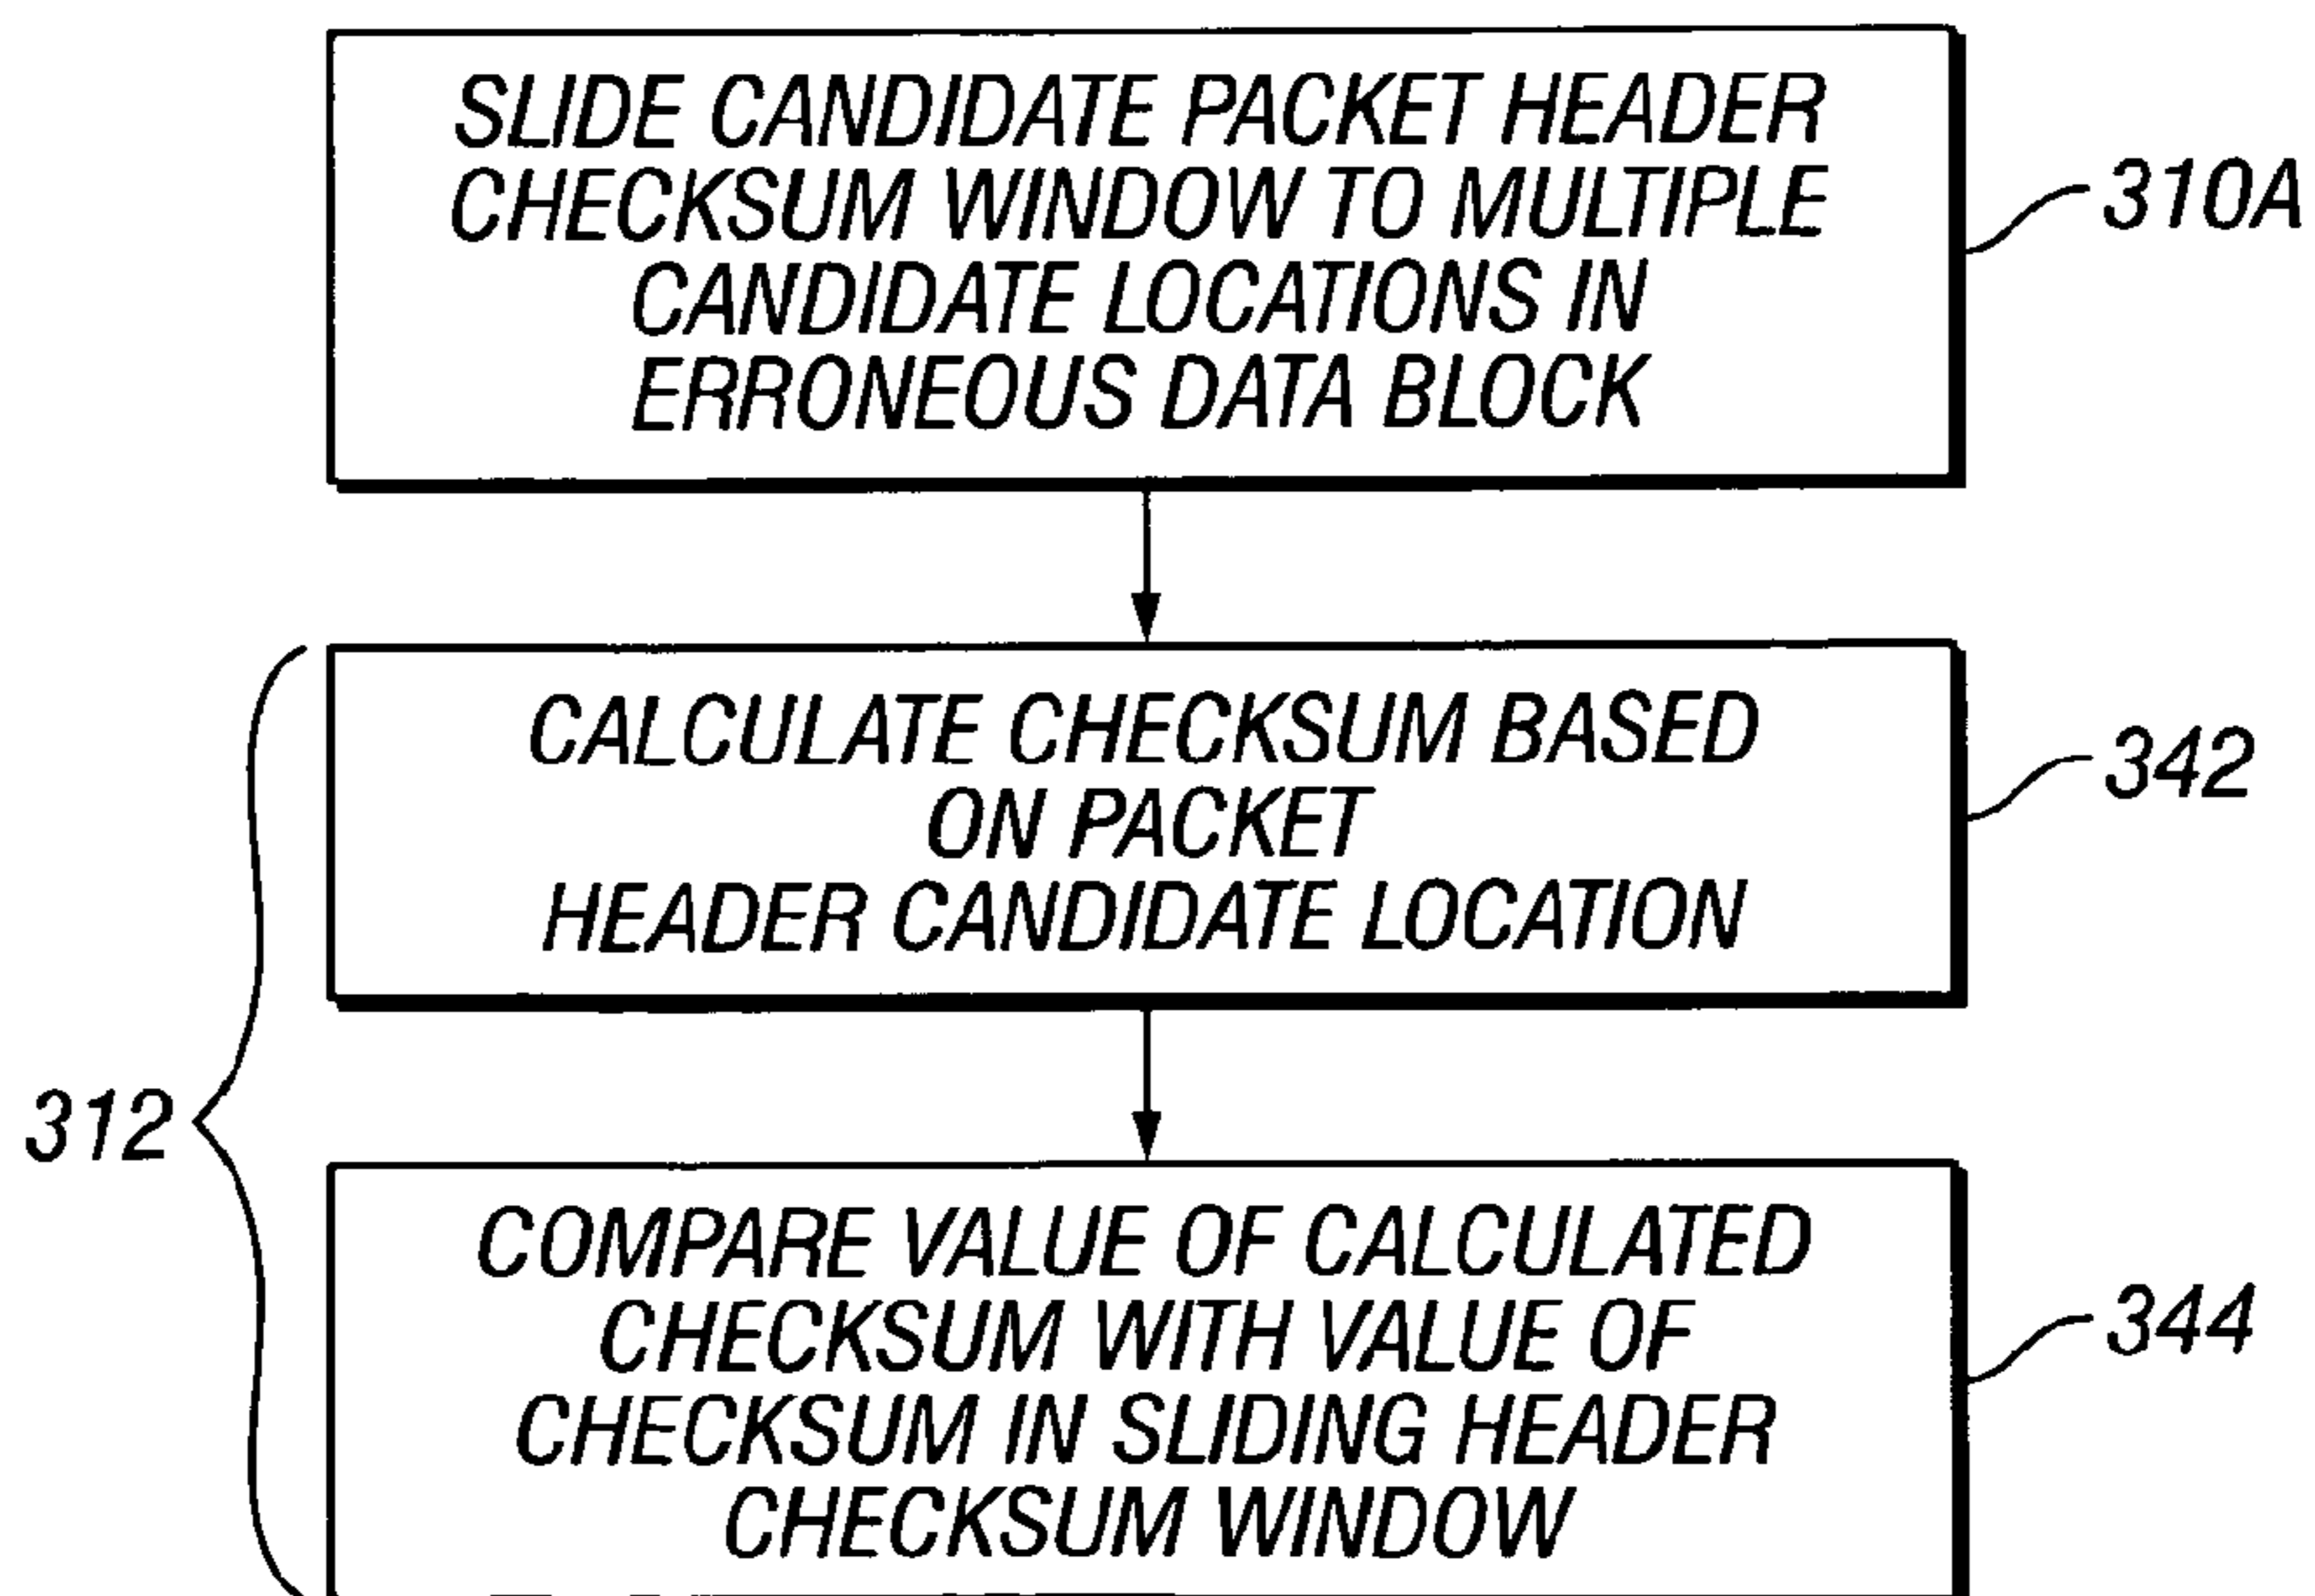 SLIDE CANDIDATE PACKET HEADER
CHECKSUM WINDOW TO MULTIPLE
CANDIDATE LOCATIONS IN
ERRONEOUS DATA BLOCK
310A
CALCULATE CHECKSUM BASED
ON PACKET
HEADER CANDIDATE LOCATION
342
312
COMPARE VALUE OF CALCULATED
CHECKSUM WITH VALUE OF
CHECKSUM IN SLIDING HEADER
CHECKSUM WINDOW
344